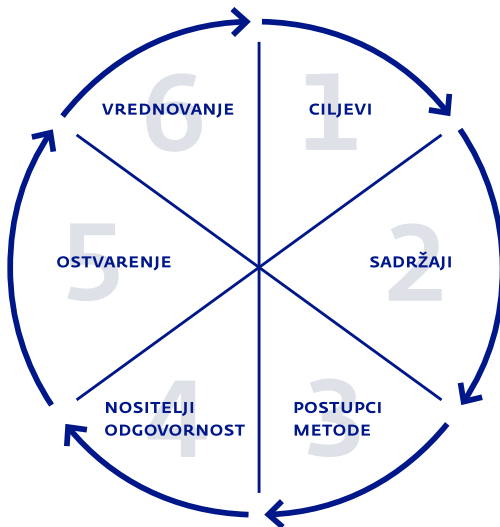 1
CILJEVI
2
SADRŽAJI
3
POSTUPCI
METODE
4
NOSITELJI
ODGOVORNOST
5
OSTVARENJE
6
VREDNOVANJE